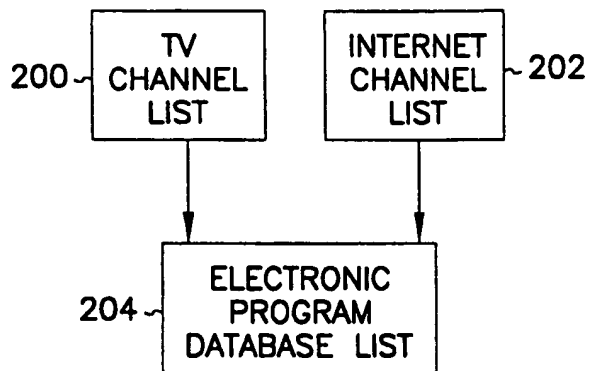 TV
CHANNEL
LIST
200
INTERNET
CHANNEL
LIST
202
ELECTRONIC
PROGRAM
DATABASE LIST
204